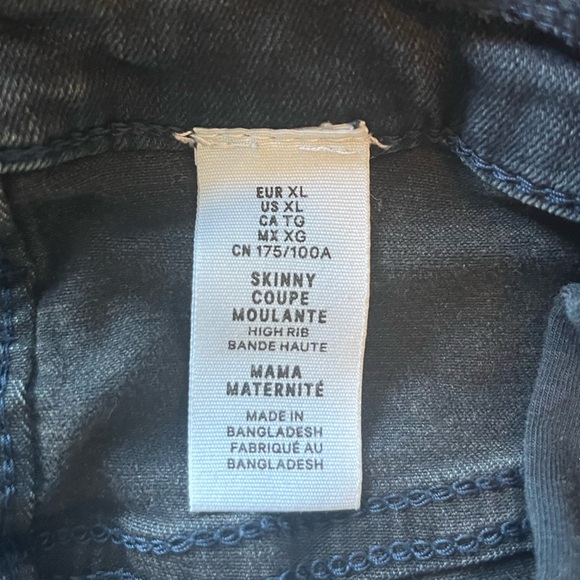 EUR XL
US XL
CA TG
MX XG
CN 175/100A
SKINNY
COUPE
MOULANTE
HIGH RIB
BANDE HAUTE
MAMA
MATERNITÉ
MADE IN
BANGLADESH
FABRIQUÉ AU
BANGLADESH